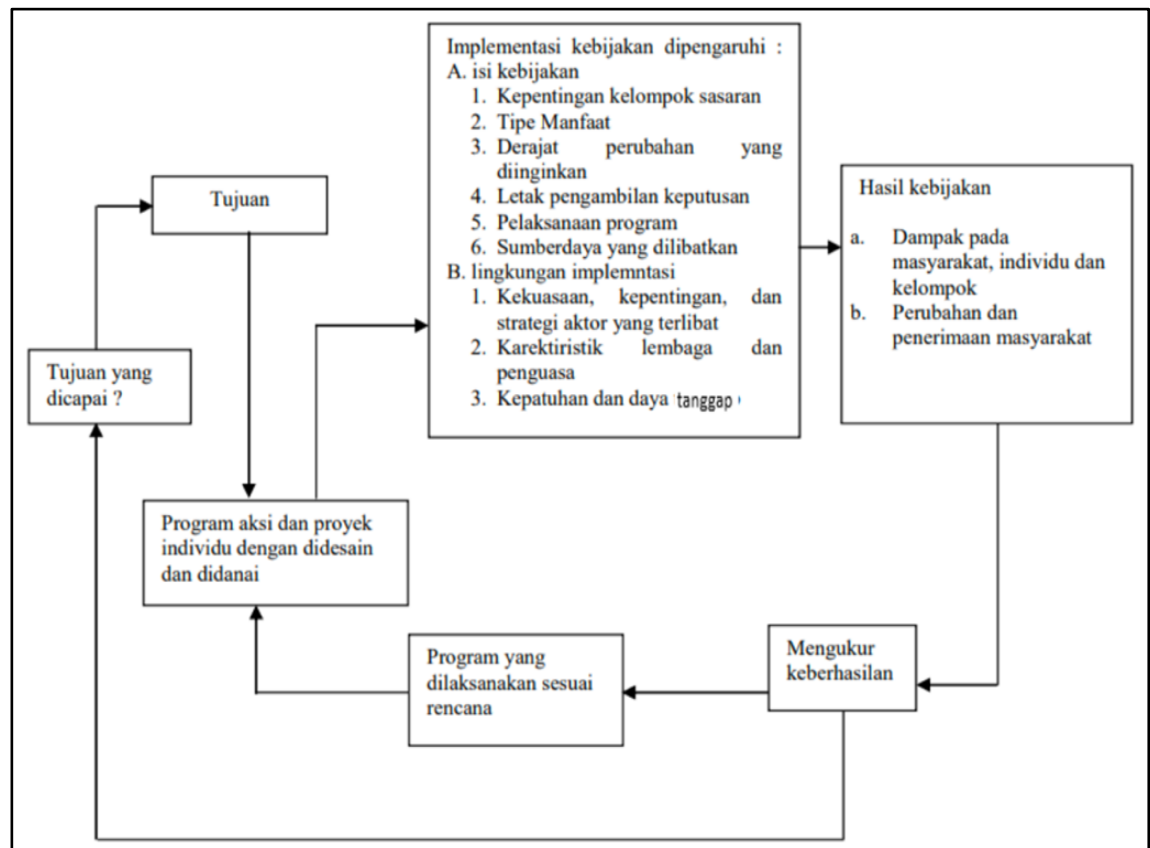 Implementasi kebijakan dipengaruhi :
A. isi kebijakan
1. Kepentingan kelompok sasaran
2. Tipe Manfaat
3. Derajat perubahan yang
diinginkan
4. Letak pengambilan keputusan
5. Pelaksanaan program
6. Sumberdaya yang dilibatkan
B. lingkungan implemntasi
1. Kekuasaan, kepentingan, dan
strategi aktor yang terlibat
2. Karektiristik lembaga dan
penguasa
3. Kepatuhan dan daya tanggap
Tujuan
Hasil kebijakan
a. Dampak pada
masyarakat, individu dan
kelompok
b. Perubahan dan
penerimaan masyarakat
Tujuan yang
dicapai ?
Program aksi dan proyek
individu dengan didesain
dan didanai
Program yang
dilaksanakan sesuai
rencana
Mengukur
keberhasilan